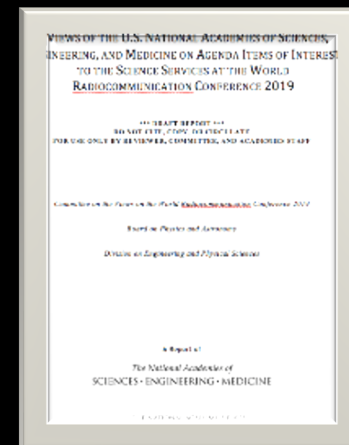 VIEWS OF THE U.S. NATIONAL ACADEMIES OF SCIENCES,
INEERING, AND MEDICINE ON AGENDA ITEMS OF INTEREST
TO THE SCIENCE SERVICES AT THE WORLD
RADIOCOMMUNICATION CONFERENCE 2019
*** DRAFT REPORT ***
DO NOT CITE, COPY, OR CIRCULATE
FOR USE ONLY BY REVIEWER, COMMITTEE, AND ACADEMIES STAFF
Committee on the Views on the World Radiocommunication Conference 2019
Board on Physics and Astronomy
Division on Engineering and Physical Sciences
A Report of
The National Academies of
SCIENCES • ENGINEERING • MEDICINE